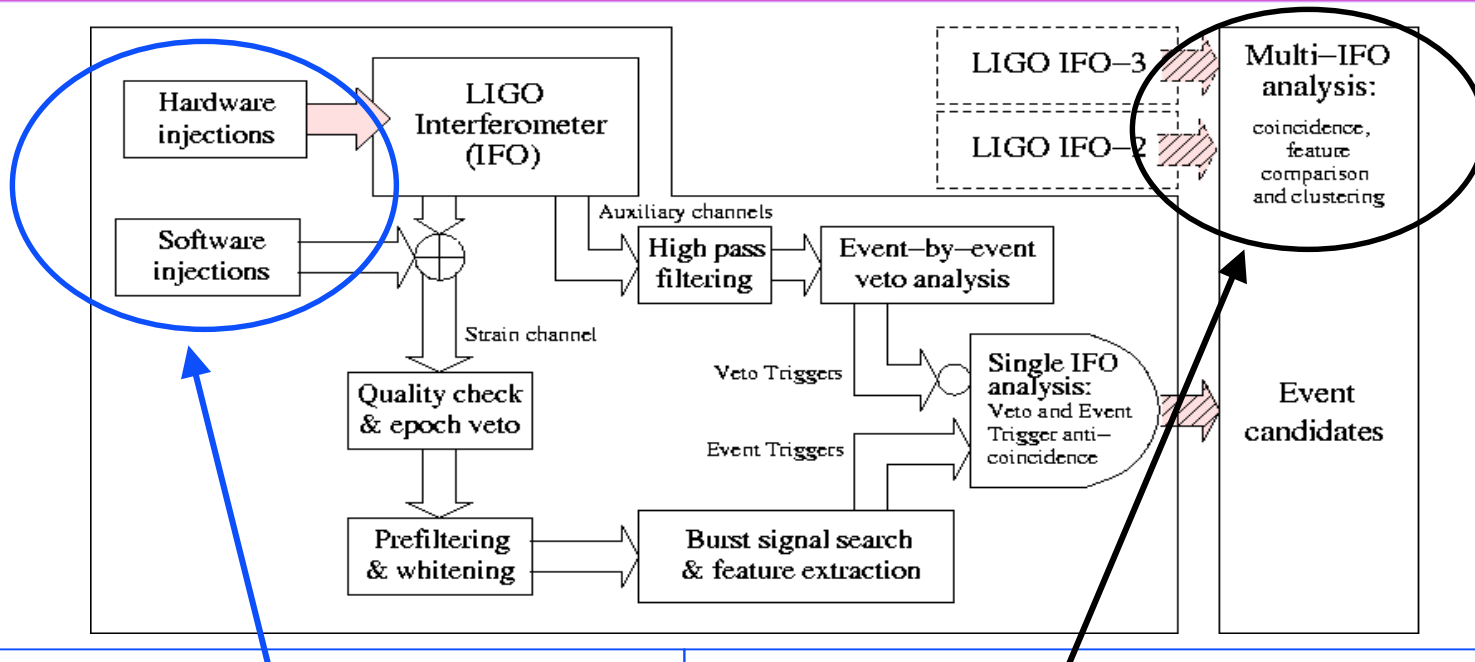 Hardware
injections
LIGO
Interferometer
(IFO)
LIGO IFO−3
LIGO IFO−2
Multi−IFO
analysis:
coincidence,
feature
comparison
and clustering
Software
injections
Auxiliary channels
High pass
filtering
Event−by−event
veto analysis
Strain channel
Veto Triggers
Single IFO
analysis:
Veto and Event
Trigger anti−
coincidence
Quality check
& epoch veto
Event Triggers
Event
candidates
Prefiltering
& whitening
Burst signal search
& feature extraction